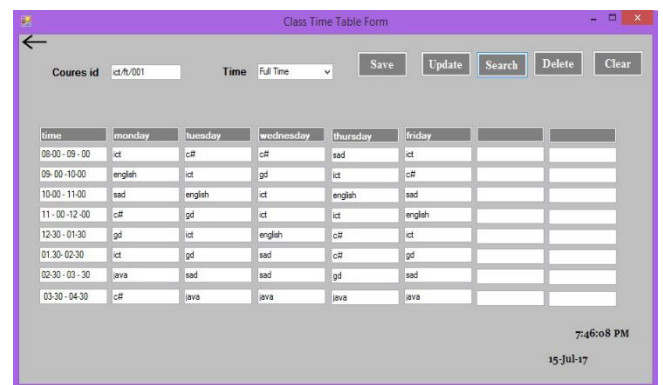 Class Time Table Form
Coures id ict/ft/001 Time Full Time Save Update Search Delete Clear
time monday tuesday wednesday thursday friday
08-00 - 09 - 00 ict c# c# sad ict
09- 00 -10-00 english ict gd ict c#
10-00 - 11-00 sad english ict english sad
11 - 00 -12 -00 c# gd ict ict english
12-30 - 01-30 gd ict english c# ict
01.30- 02-30 ict gd sad c# gd
02-30 - 03 - 30 java sad sad gd sad
03-30 - 04-30 c# java java java java
7:46:08 PM
15-Jul-17